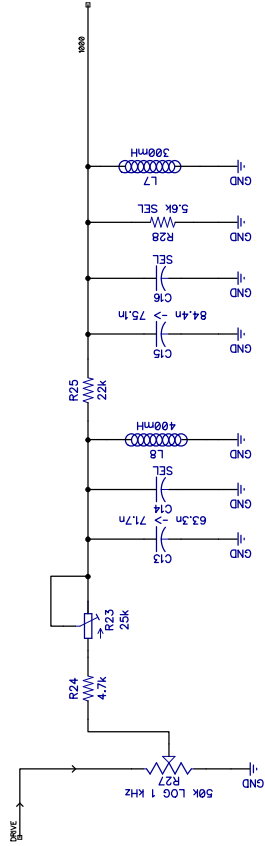 1000
300mH
L7
GND
5.6k SEL
R28
GND
SEL
C16
GND
84.4n -> 75.1n
C15
GND
R25
22k
400mH
L8
GND
SEL
C14
GND
63.3n -> 71.7n
C13
GND
R23
25k
R24
4.7k
R27
50k LOG 1 kHz
GND
DRIVE